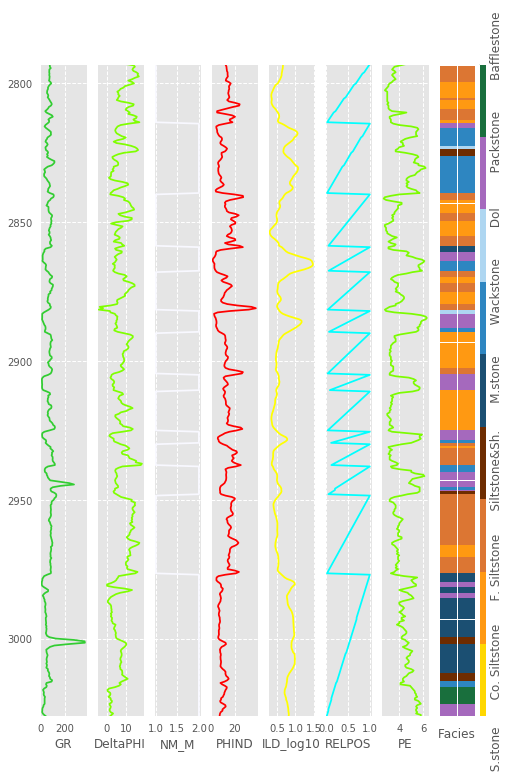 2800
2850
2900
2950
3000
0 200
0 10
1.0 1.5 2.0
0 20
0.5 1.0 1.5
0.0 0.5 1.0
4 6
GR
DeltaPHI
NM_M
PHIND
ILD_log10
RELPOS
PE
Facies
S.stone Co. Siltstone F. Siltstone Siltstone&Sh. M.stone Wackstone Dol Packstone Bafflestone